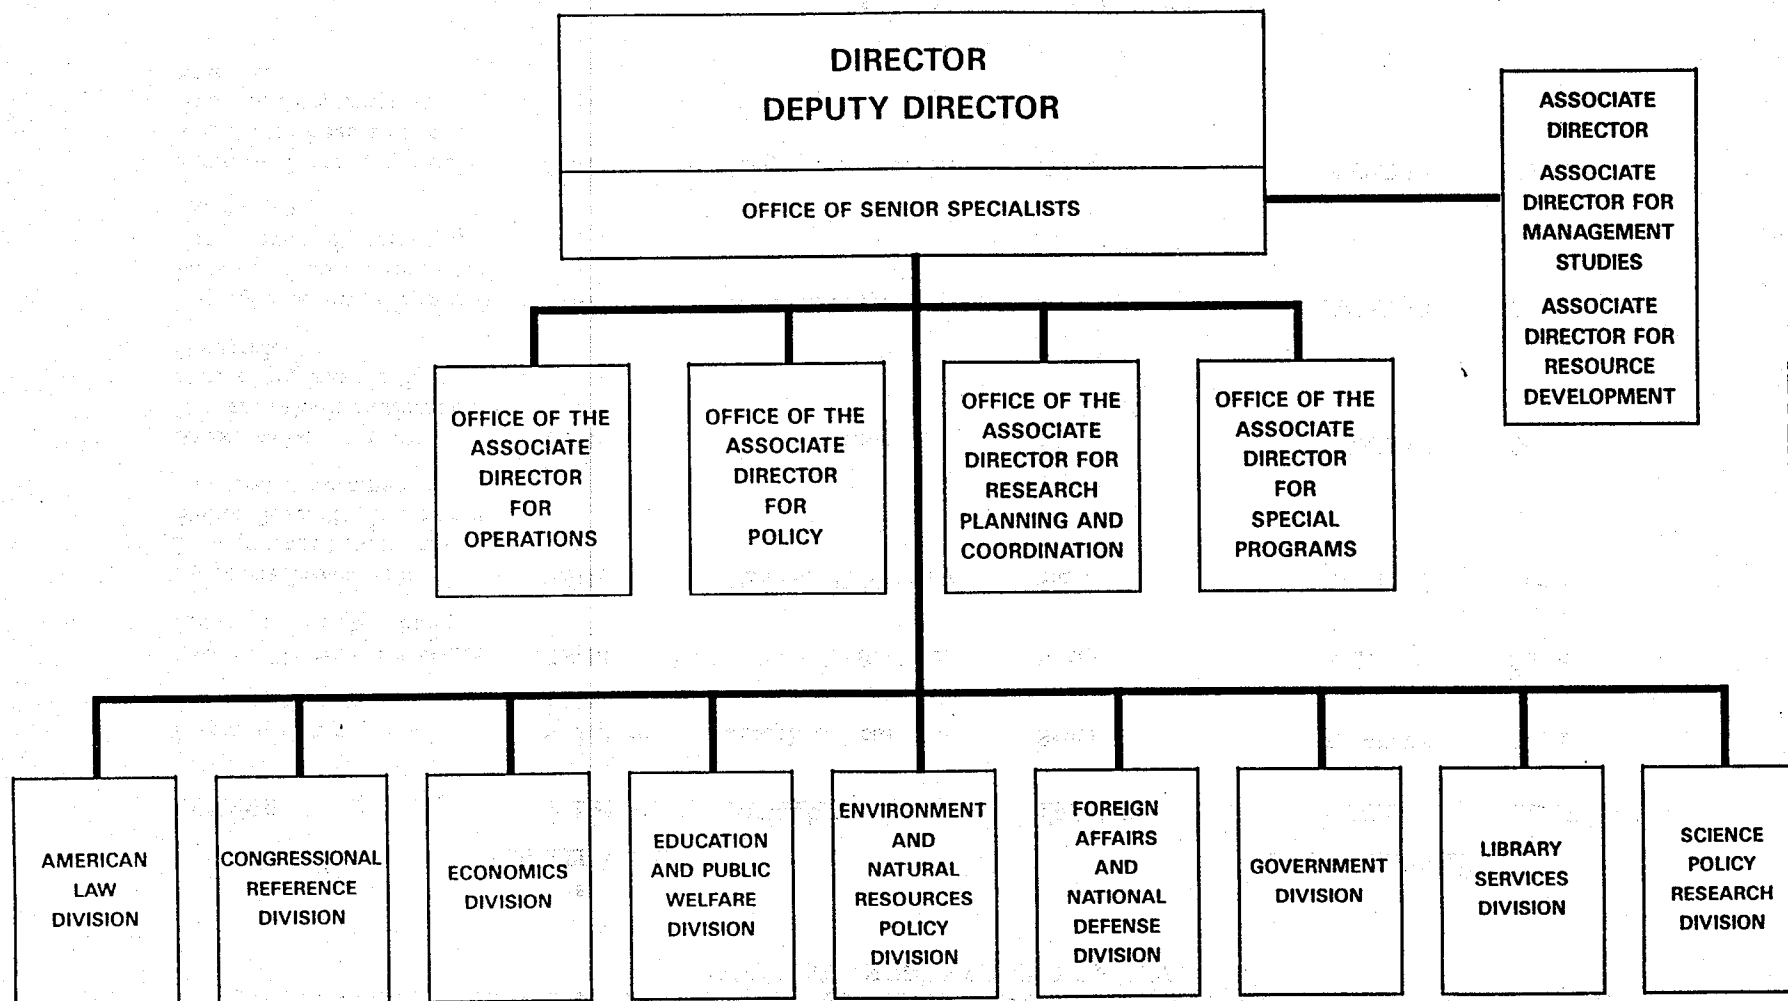 DIRECTOR
DEPUTY DIRECTOR
OFFICE OF SENIOR SPECIALISTS
ASSOCIATE
DIRECTOR
ASSOCIATE
DIRECTOR FOR
MANAGEMENT
STUDIES
ASSOCIATE
DIRECTOR FOR
RESOURCE
DEVELOPMENT
OFFICE OF THE
ASSOCIATE
DIRECTOR
FOR
OPERATIONS
OFFICE OF THE
ASSOCIATE
DIRECTOR
FOR
POLICY
OFFICE OF THE
ASSOCIATE
DIRECTOR FOR
RESEARCH
PLANNING AND
COORDINATION
OFFICE OF THE
ASSOCIATE
DIRECTOR
FOR
SPECIAL
PROGRAMS
AMERICAN
LAW
DIVISION
CONGRESSIONAL
REFERENCE
DIVISION
ECONOMICS
DIVISION
EDUCATION
AND PUBLIC
WELFARE
DIVISION
ENVIRONMENT
AND
NATURAL
RESOURCES
POLICY
DIVISION
FOREIGN
AFFAIRS
AND
NATIONAL
DEFENSE
DIVISION
GOVERNMENT
DIVISION
LIBRARY
SERVICES
DIVISION
SCIENCE
POLICY
RESEARCH
DIVISION